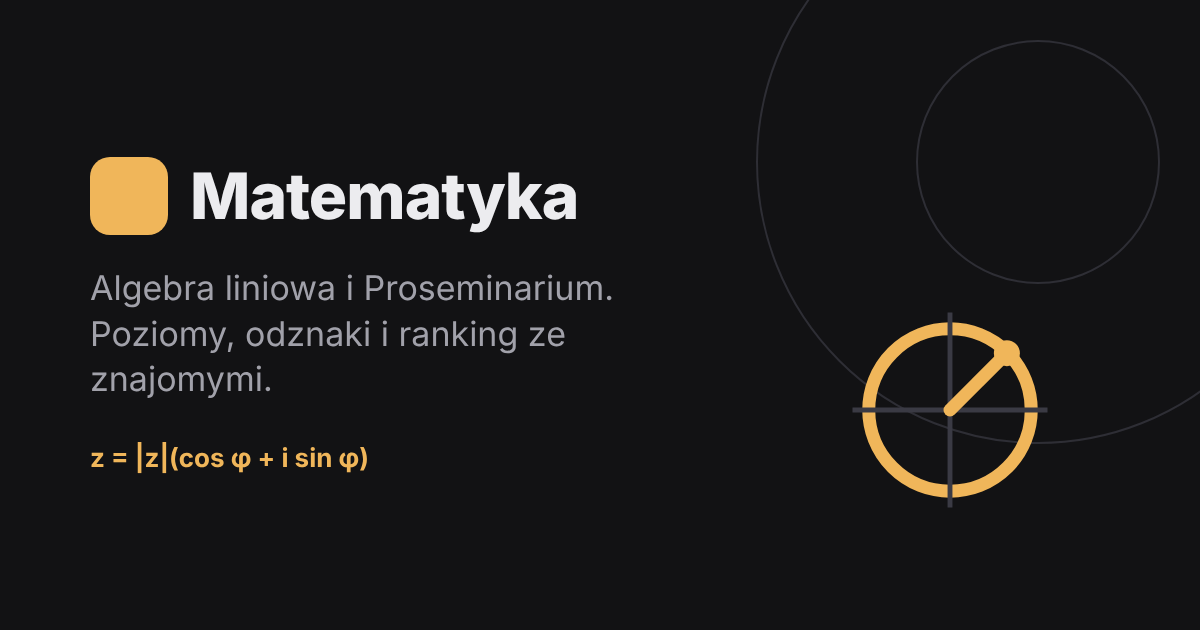 Matematyka
Algebra liniowa i Proseminarium.
Poziomy, odznaki i ranking ze
znajomymi.
z = |z|(cos φ + i sin φ)